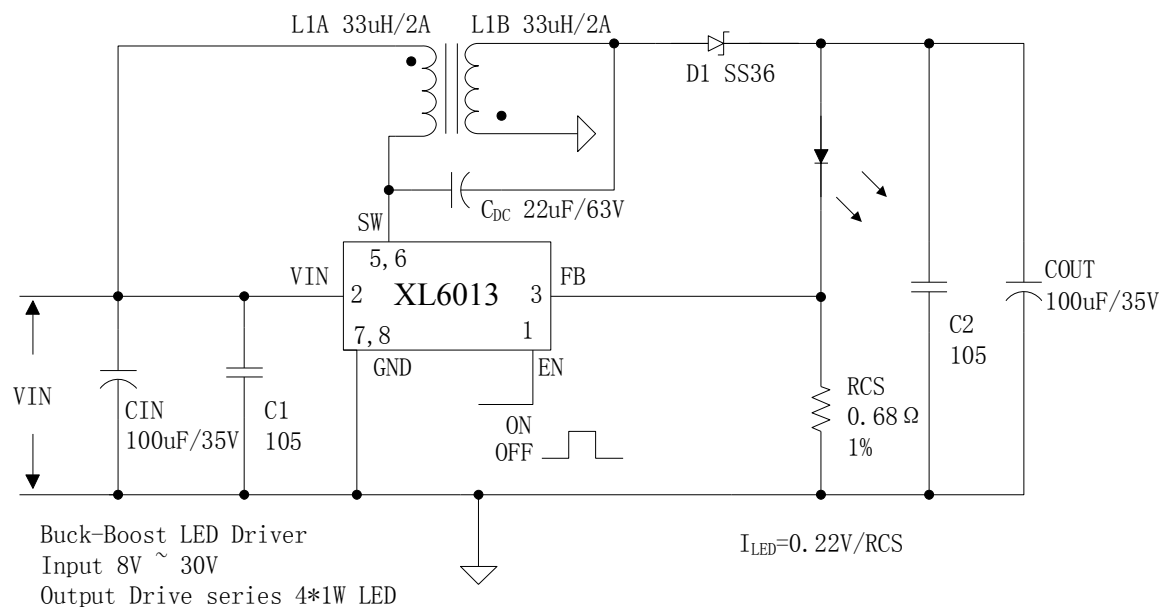 L1A 33uH/2A
L1B 33uH/2A
D1 SS36
C_DC 22uF/63V
SW
5,6
VIN
2
XL6013
3
FB
7,8
1
GND
EN
ON
OFF
VIN
CIN
100uF/35V
C1
105
RCS
0.68Ω
1%
C2
105
COUT
100uF/35V
Buck-Boost LED Driver
Input 8V ~ 30V
Output Drive series 4*1W LED
I_LED=0.22V/RCS